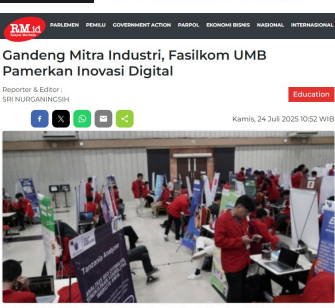 RM.id
PARLEMEN PEMILU GOVERNMENT ACTION PARPOL EKONOMI BISNIS NASIONAL INTERNASIONAL
Gandeng Mitra Industri, Fasilkom UMB
Pamerkan Inovasi Digital
Reporter & Editor :
SRI NURGANINGSIH
Education
Kamis, 24 Juli 2025 10:52 WIB